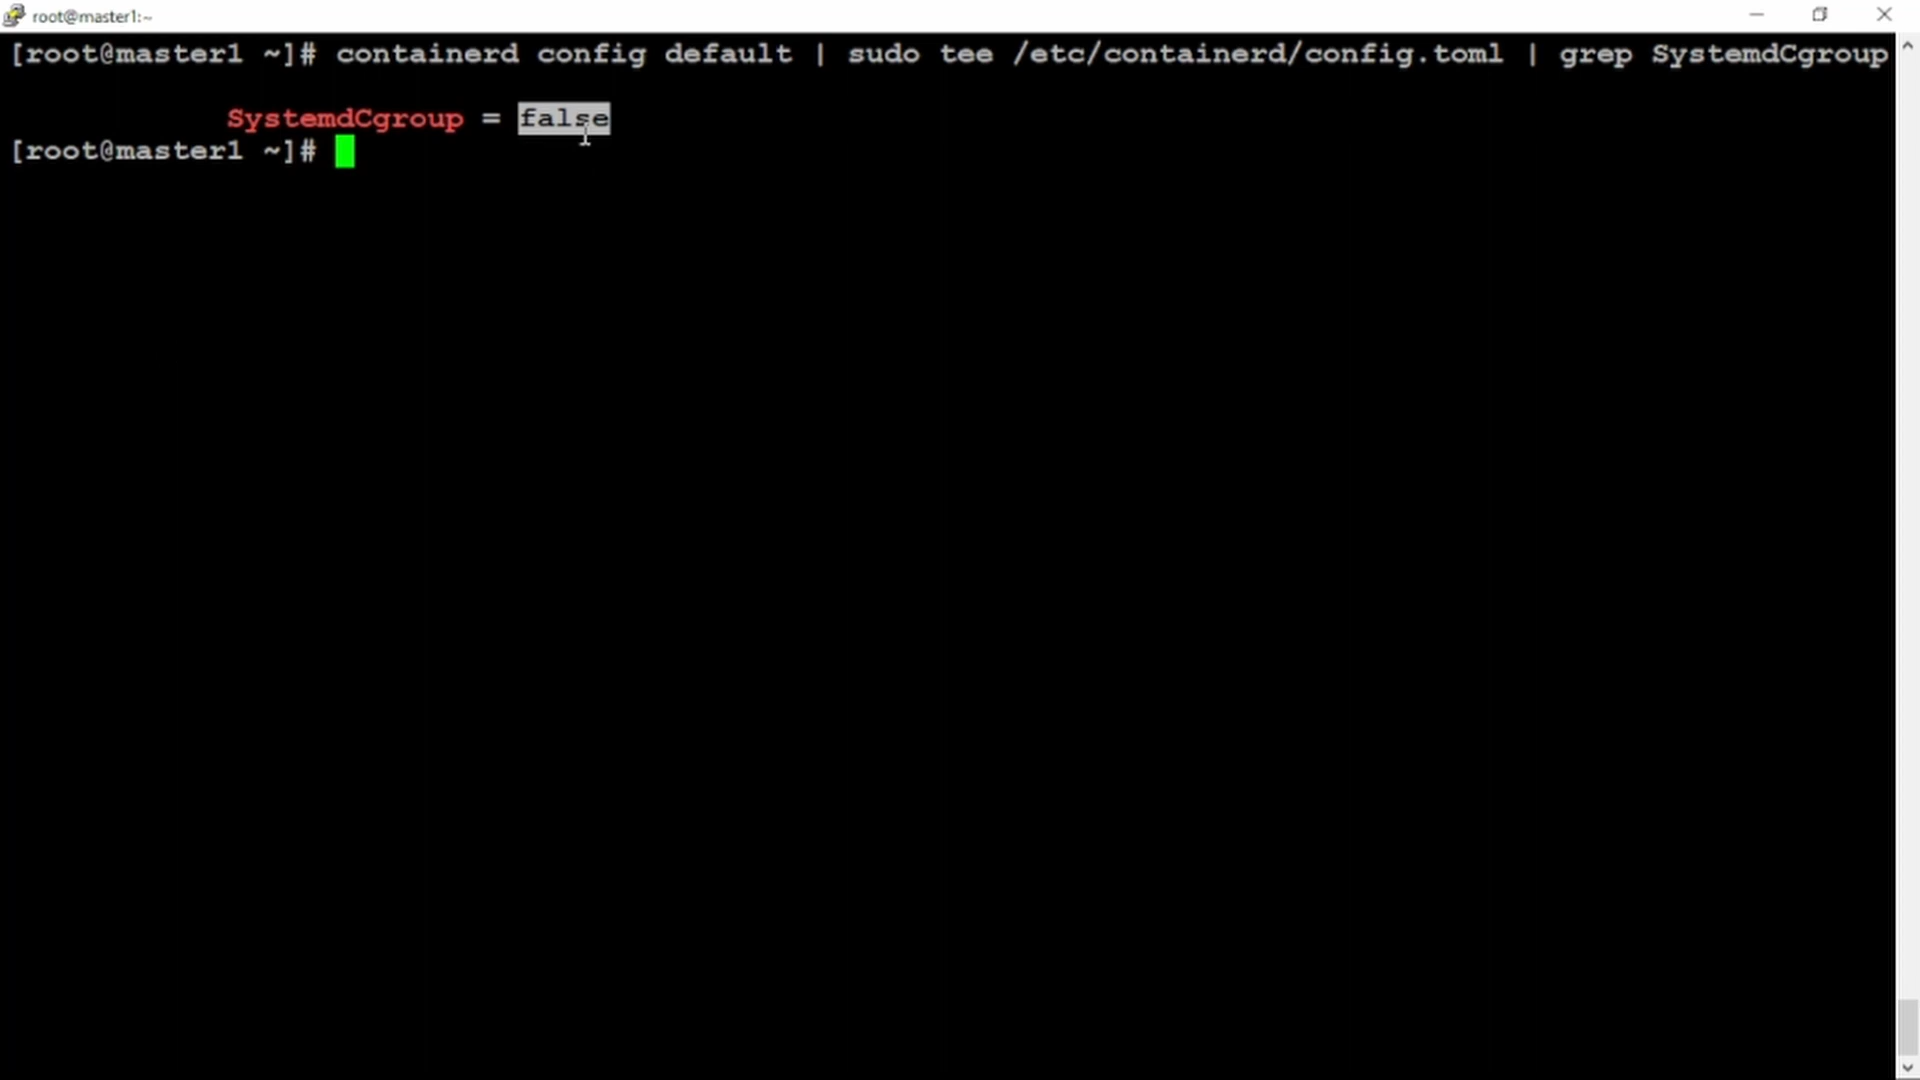 root@master1:~
[root@master1 ~]# containerd config default | sudo tee /etc/containerd/config.toml | grep SystemdCgroup
SystemdCgroup = false
[root@master1 ~]#